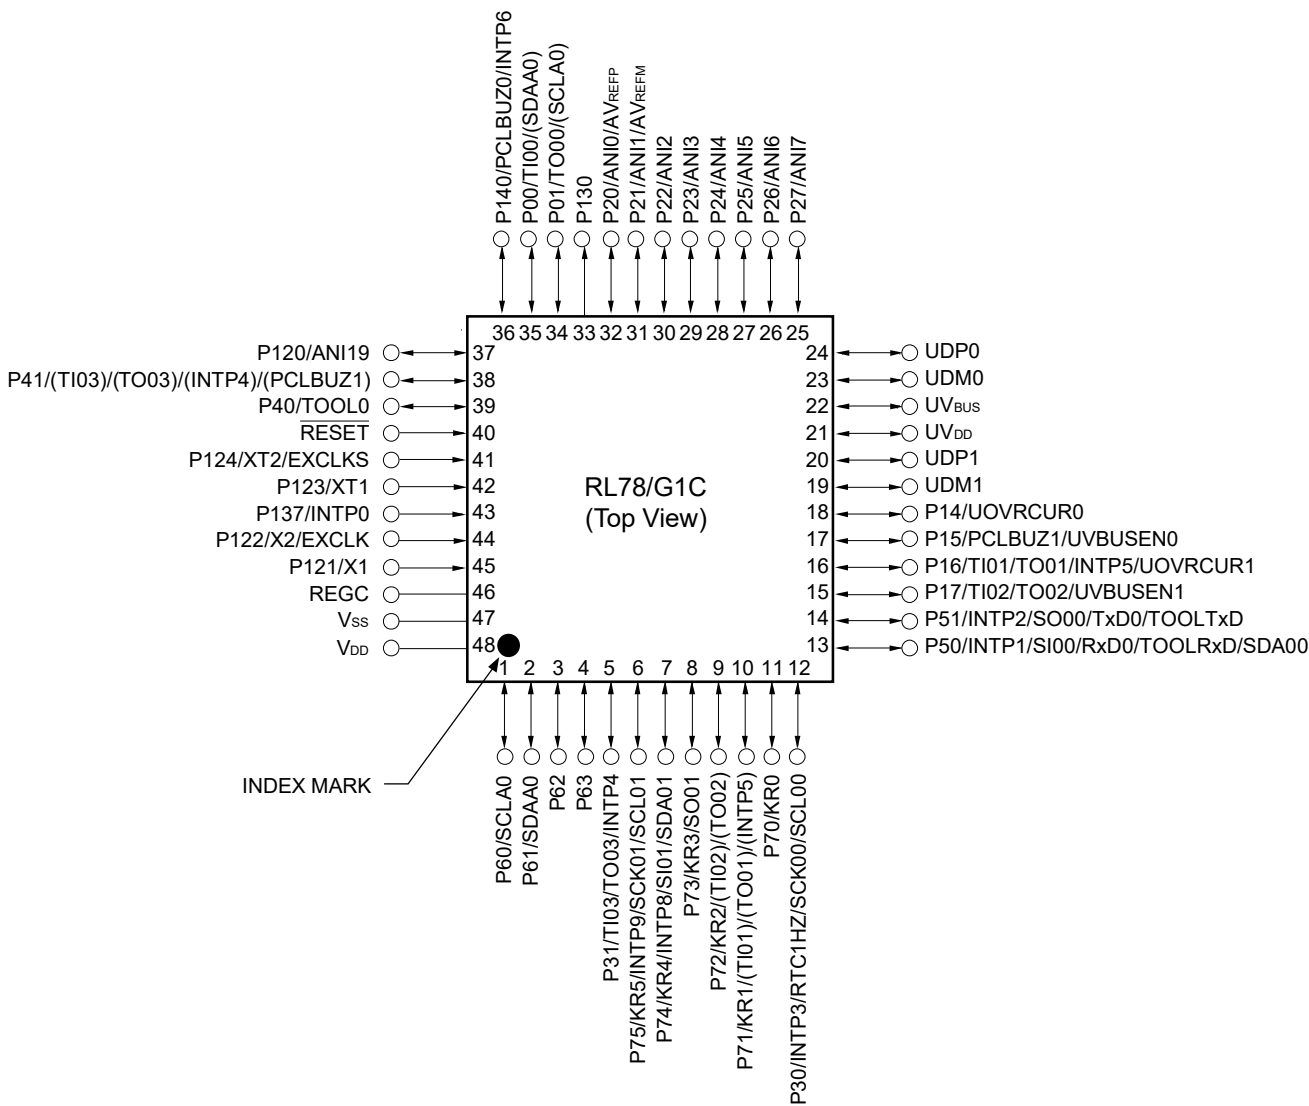 P140/PCLBUZ0/INTP6
P00/TI00/(SDAA0)
P01/TO00/(SCLA0)
P130
P20/ANI0/AVREFP
P21/ANI1/AVREFM
P22/ANI2
P23/ANI3
P24/ANI4
P25/ANI5
P26/ANI6
P27/ANI7
36 35 34 33 32 31 30 29 28 27 26 25
P120/ANI19 37
P41/(TI03)/(TO03)/(INTP4)/(PCLBUZ1) 38
P40/TOOL0 39
RESET 40
P124/XT2/EXCLKS 41
P123/XT1 42
P137/INTP0 43
P122/X2/EXCLK 44
P121/X1 45
REGC 46
VSS 47
VDD 48
RL78/G1C
(Top View)
24 UDP0
23 UDM0
22 UVBUS
21 UVDD
20 UDP1
19 UDM1
18 P14/UOVRCUR0
17 P15/PCLBUZ1/UVBUSEN0
16 P16/TI01/TO01/INTP5/UOVRCUR1
15 P17/TI02/TO02/UVBUSEN1
14 P51/INTP2/SO00/TxD0/TOOLTxD
13 P50/INTP1/SI00/RxD0/TOOLRxD/SDA00
1 2 3 4 5 6 7 8 9 10 11 12
INDEX MARK
P60/SCLA0
P61/SDAA0
P62
P63
P31/TI03/TO03/INTP4
P75/KR5/INTP9/SCK01/SCL01
P74/KR4/INTP8/SI01/SDA01
P73/KR3/SO01
P72/KR2/(TI02)/(TO02)
P71/KR1/(TI01)/(TO01)/(INTP5)
P70/KR0
P30/INTP3/RTC1HZ/SCK00/SCL00